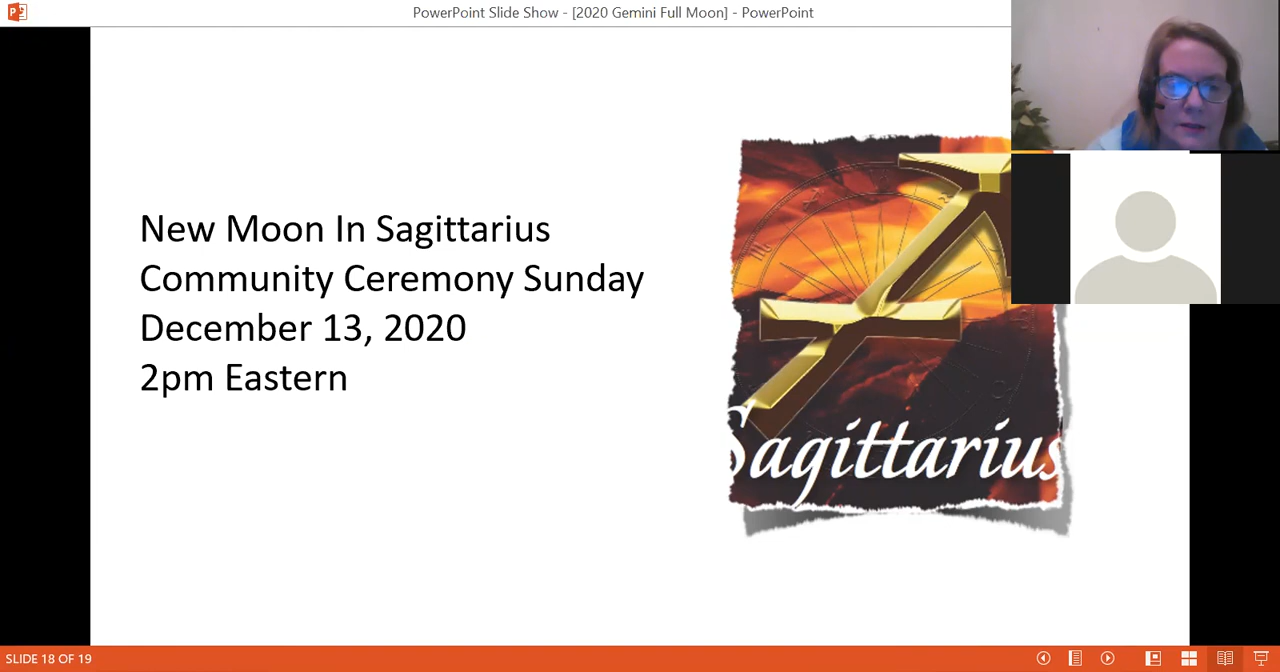 PowerPoint Slide Show - [2020 Gemini Full Moon] - PowerPoint
New Moon In Sagittarius
Community Ceremony Sunday
December 13, 2020
2pm Eastern
Sagittarius
SLIDE 18 OF 19